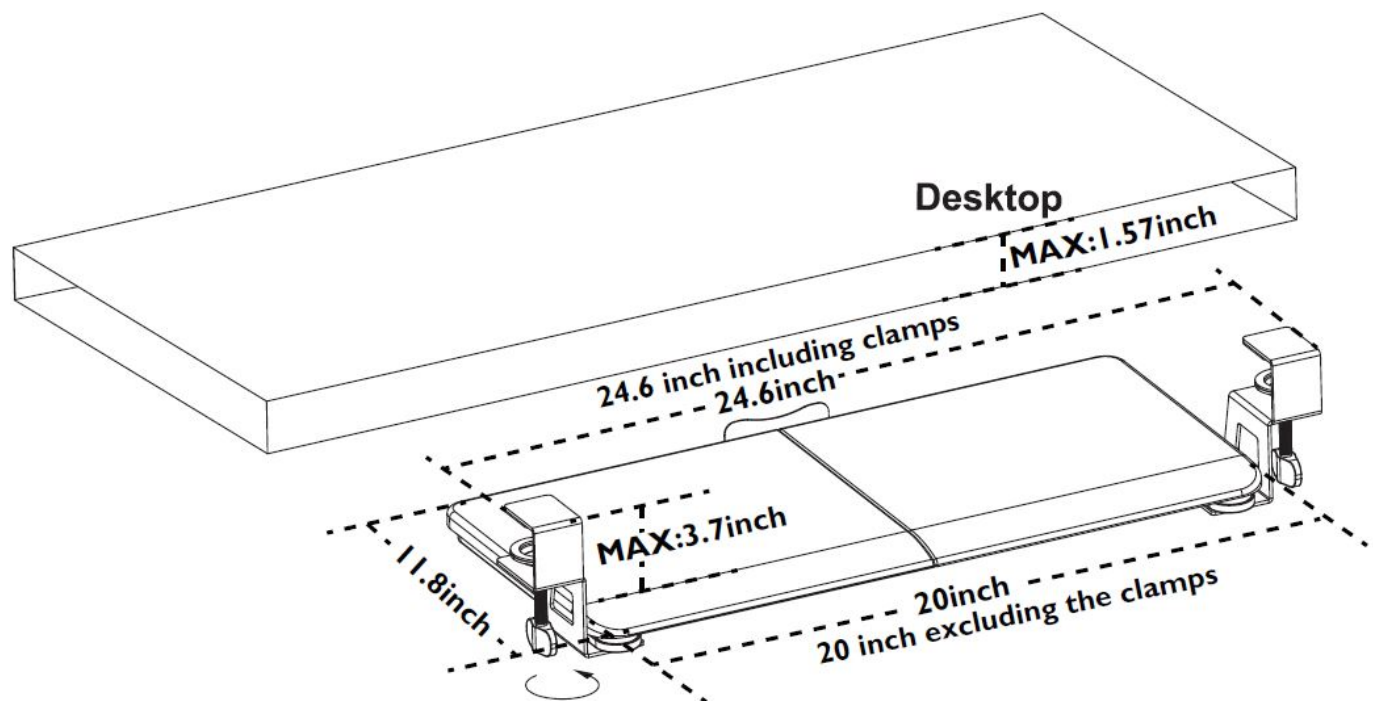 Desktop
MAX:1.57inch
24.6 inch including clamps
24.6inch
MAX:3.7inch
11.8inch
20inch
20 inch excluding the clamps